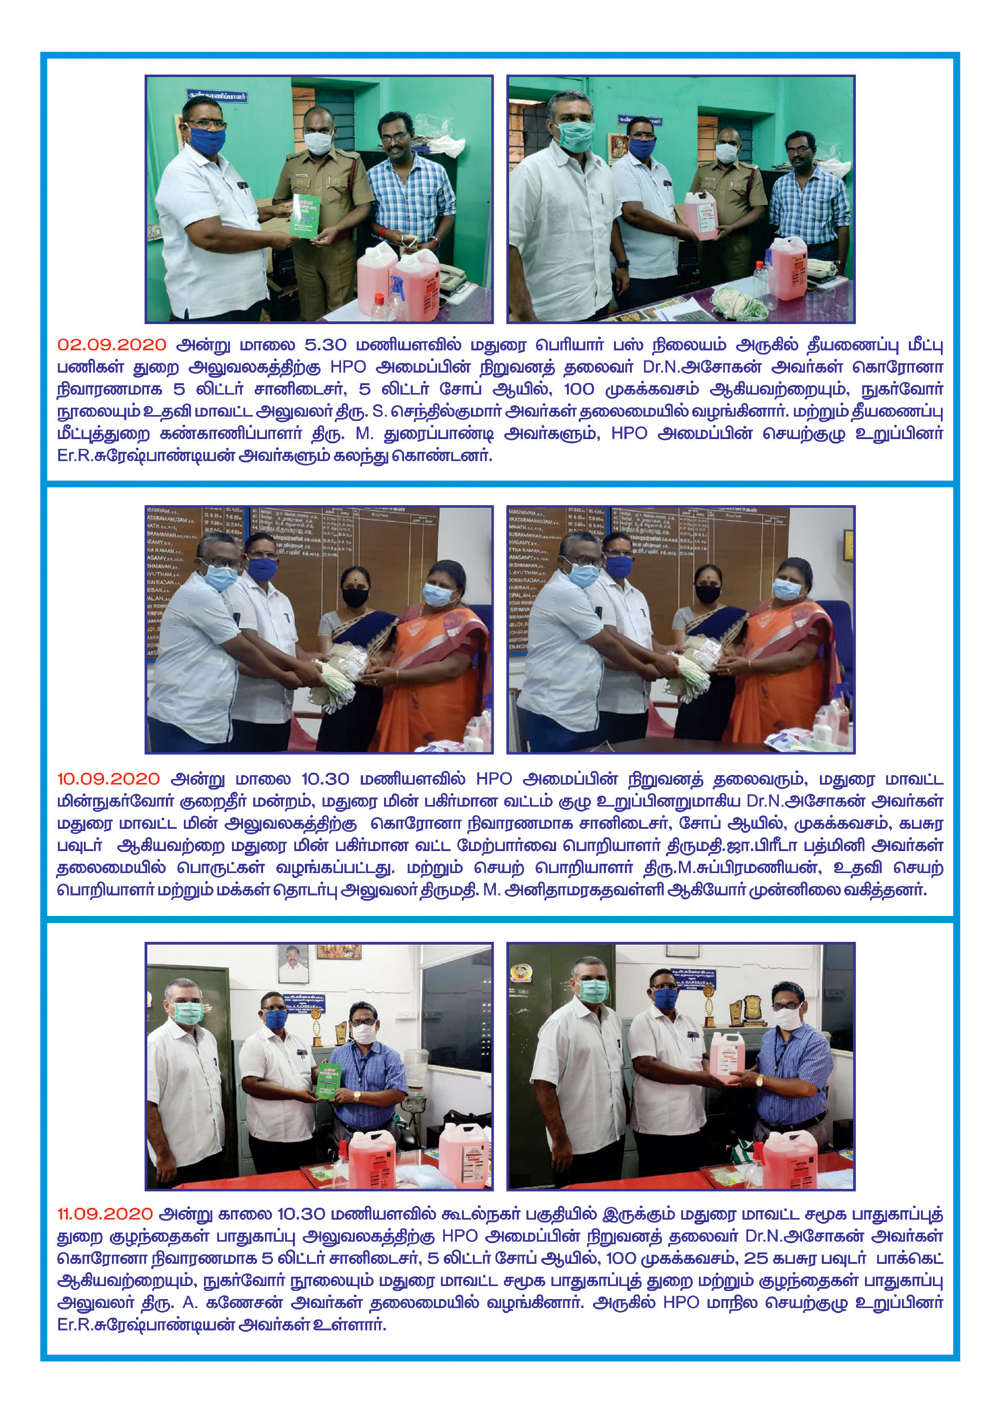 கண்காணிப்பாளர்
02.09.2020 அன்று மாலை 5.30 மணியளவில் மதுரை பெரியார் பஸ் நிலையம் அருகில் தீயணைப்பு மீட்பு
பணிகள் துறை அலுவலகத்திற்கு HPO அமைப்பின் நிறுவனத் தலைவர் Dr.N.அசோகன் அவர்கள் கொரோனா
நிவாரணமாக 5 லிட்டர் சானிடைசர், 5 லிட்டர் சோப் ஆயில், 100 முகக்கவசம் ஆகியவற்றையும், நுகர்வோர்
நூலையும் உதவி மாவட்ட அலுவலர் திரு. S. செந்தில்குமார் அவர்கள் தலைமையில் வழங்கினார். மற்றும் தீயணைப்பு
மீட்புத்துறை கண்காணிப்பாளர் திரு. M. துரைப்பாண்டி அவர்களும், HPO அமைப்பின் செயற்குழு உறுப்பினர்
Er.R.சுரேஷ்பாண்டியன் அவர்களும் கலந்து கொண்டனர்.
10.09.2020 அன்று மாலை 10.30 மணியளவில் HPO அமைப்பின் நிறுவனத் தலைவரும், மதுரை மாவட்ட
மின்நுகர்வோர் குறைதீர் மன்றம், மதுரை மின் பகிர்மான வட்டம் குழு உறுப்பினறுமாகிய Dr.N.அசோகன் அவர்கள்
மதுரை மாவட்ட மின் அலுவலகத்திற்கு கொரோனா நிவாரணமாக சானிடைசர், சோப் ஆயில், முகக்கவசம், கபசுர
பவுடர் ஆகியவற்றை மதுரை மின் பகிர்மான வட்ட மேற்பார்வை பொறியாளர் திருமதி.ஜா.பிரீடா பத்மினி அவர்கள்
தலைமையில் பொருட்கள் வழங்கப்பட்டது. மற்றும் செயற் பொறியாளர் திரு.M.சுப்பிரமணியன், உதவி செயற்
பொறியாளர் மற்றும் மக்கள் தொடர்பு அலுவலர் திருமதி. M. அனிதாமரகதவள்ளி ஆகியோர் முன்னிலை வகித்தனர்.
11.09.2020 அன்று காலை 10.30 மணியளவில் கூடல்நகர் பகுதியில் இருக்கும் மதுரை மாவட்ட சமூக பாதுகாப்புத்
துறை குழந்தைகள் பாதுகாப்பு அலுவலகத்திற்கு HPO அமைப்பின் நிறுவனத் தலைவர் Dr.N.அசோகன் அவர்கள்
கொரோனா நிவாரணமாக 5 லிட்டர் சானிடைசர், 5 லிட்டர் சோப் ஆயில், 100 முகக்கவசம், 25 கபசுர பவுடர் பாக்கெட்
ஆகியவற்றையும், நுகர்வோர் நூலையும் மதுரை மாவட்ட சமூக பாதுகாப்புத் துறை மற்றும் குழந்தைகள் பாதுகாப்பு
அலுவலர் திரு. A. கணேசன் அவர்கள் தலைமையில் வழங்கினார். அருகில் HPO மாநில செயற்குழு உறுப்பினர்
Er.R.சுரேஷ்பாண்டியன் அவர்கள் உள்ளார்.